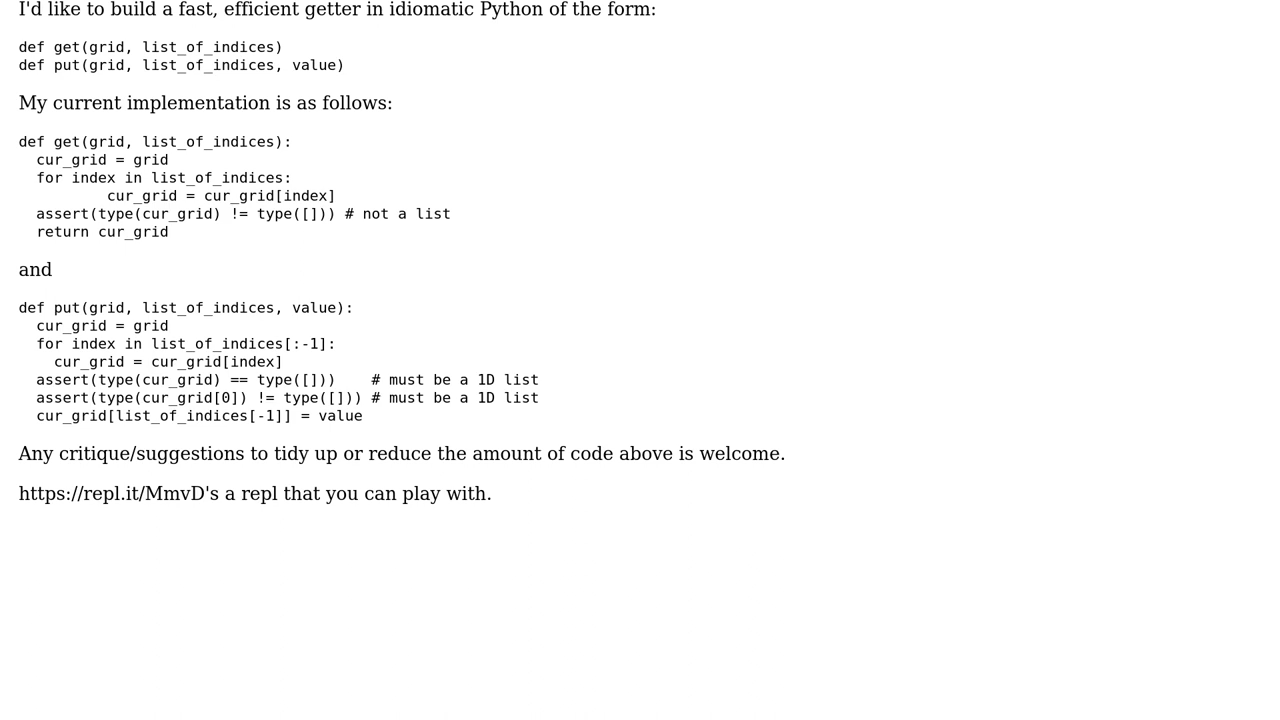 I'd like to build a fast, efficient getter in idiomatic Python of the form:
def get(grid, list_of_indices)
def put(grid, list_of_indices, value)
My current implementation is as follows:
def get(grid, list_of_indices):
  cur_grid = grid
  for index in list_of_indices:
          cur_grid = cur_grid[index]
  assert(type(cur_grid) != type([])) # not a list
  return cur_grid
and
def put(grid, list_of_indices, value):
  cur_grid = grid
  for index in list_of_indices[:-1]:
    cur_grid = cur_grid[index]
  assert(type(cur_grid) == type([]))    # must be a 1D list
  assert(type(cur_grid[0]) != type([])) # must be a 1D list
  cur_grid[list_of_indices[-1]] = value
Any critique/suggestions to tidy up or reduce the amount of code above is welcome.
https://repl.it/MmvD's a repl that you can play with.